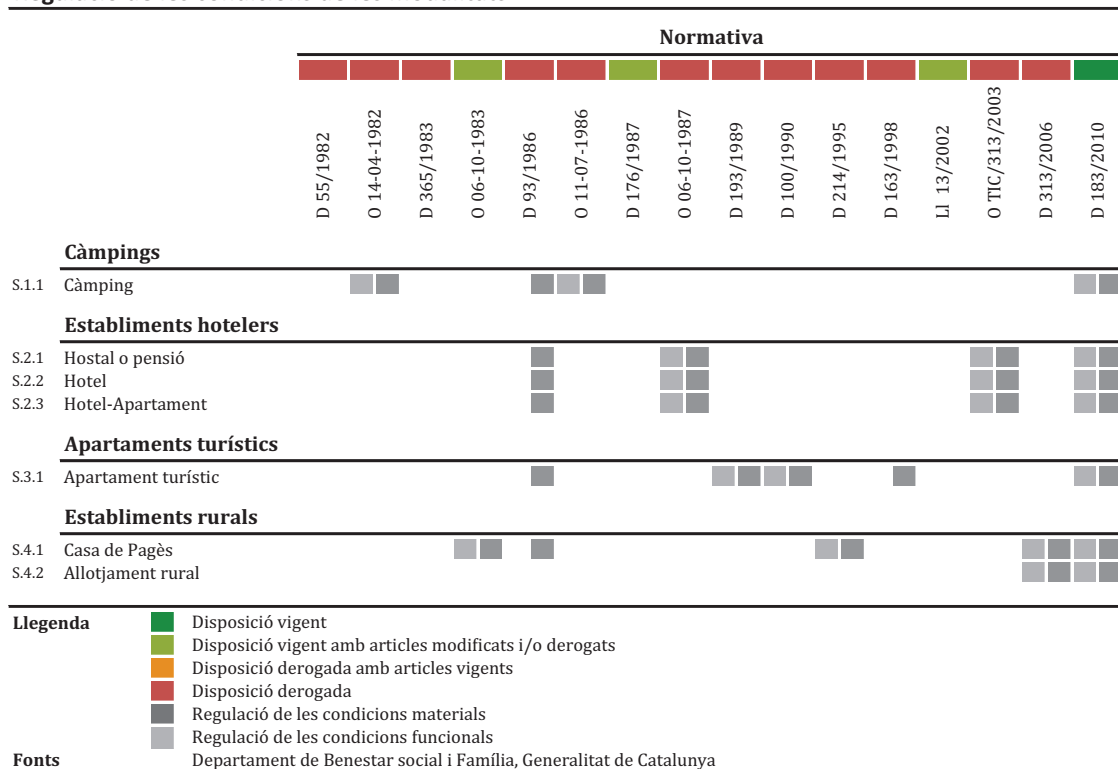 Normativa
D 55/1982
O 14-04-1982
D 365/1983
O 06-10-1983
D 93/1986
O 11-07-1986
D 176/1987
O 06-10-1987
D 193/1989
D 100/1990
D 214/1995
D 163/1998
Ll 13/2002
O TIC/313/2003
D 313/2006
D 183/2010
Càmpings
S.1.1 Càmping
Establiments hotelers
S.2.1 Hostal o pensió
S.2.2 Hotel
S.2.3 Hotel-Apartament
Apartaments turístics
S.3.1 Apartament turístic
Establiments rurals
S.4.1 Casa de Pagès
S.4.2 Allotjament rural
Llegenda Disposició vigent
Disposició vigent amb articles modificats i/o derogats
Disposició derogada amb articles vigents
Disposició derogada
Regulació de les condicions materials
Regulació de les condicions funcionals
Fonts Departament de Benestar social i Família, Generalitat de Catalunya